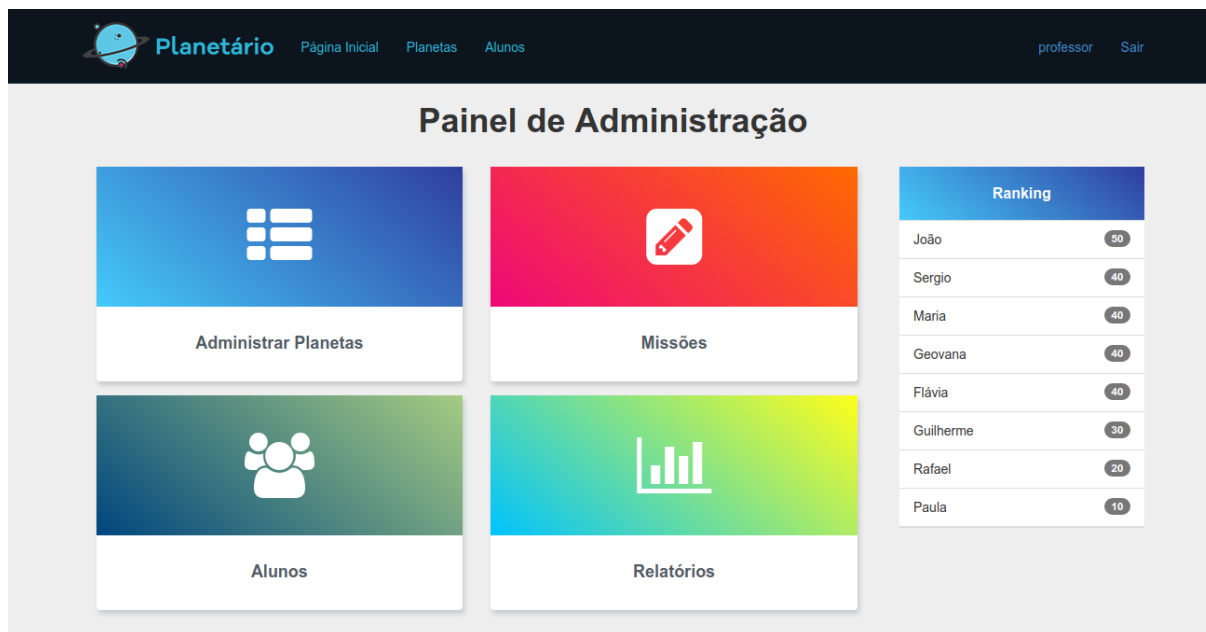 Planetário Página Inicial Planetas Alunos professor Sair
Painel de Administração
Administrar Planetas
Missões
Alunos
Relatórios
Ranking
João 50
Sergio 40
Maria 40
Geovana 40
Flávia 40
Guilherme 30
Rafael 20
Paula 10